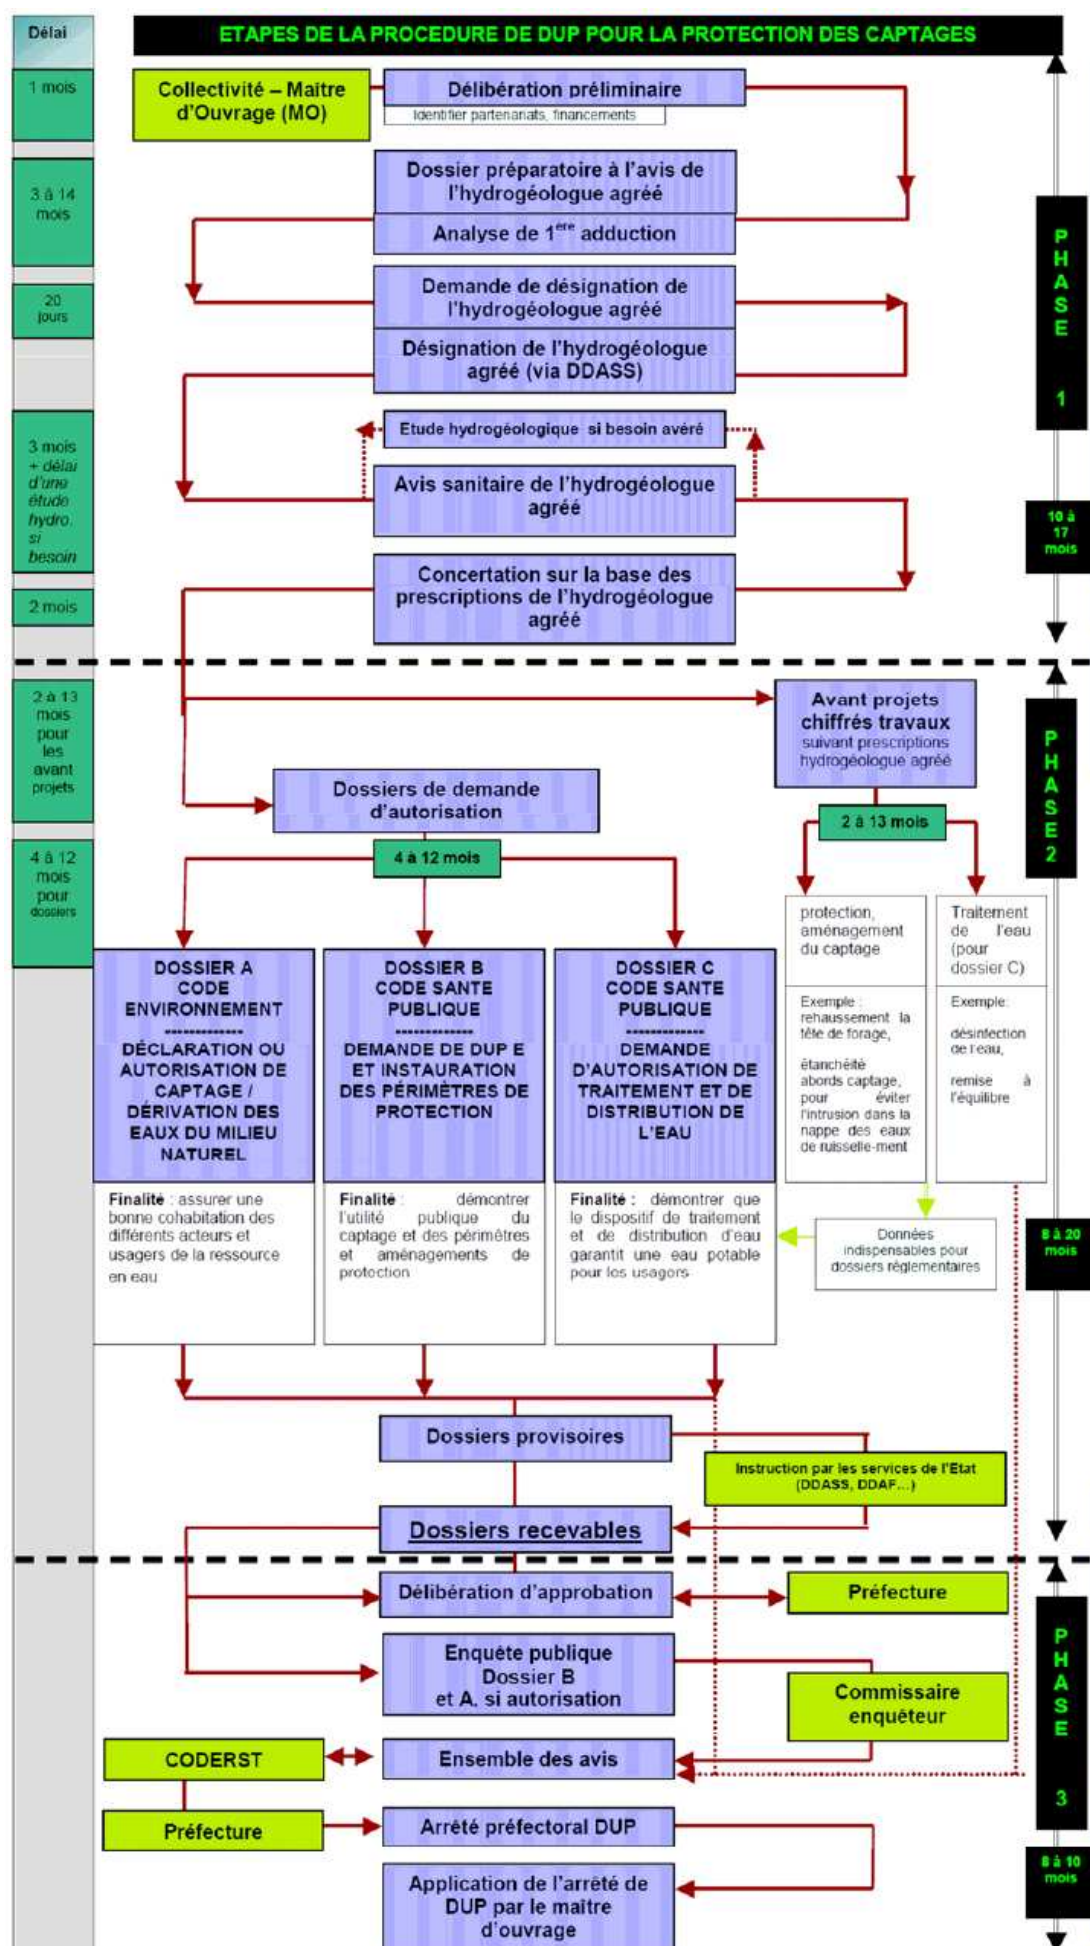 Délai
ETAPES DE LA PROCEDURE DE DUP POUR LA PROTECTION DES CAPTAGES
1 mois
Collectivité – Maître
d'Ouvrage (MO)
Délibération préliminaire
Identifier partenariats, financements
3 à 14
mois
Dossier préparatoire à l'avis de
l'hydrogéologue agréé
Analyse de 1ère adduction
20
jours
Demande de désignation de
l'hydrogéologue agréé
Désignation de l'hydrogéologue
agréé (via DDASS)
P
H
A
S
E
1
3 mois
+ délai
d'une
étude
hydro.
si
besoin
Etude hydrogéologique si besoin avéré
Avis sanitaire de l'hydrogéologue
agréé
10 à
17
mois
2 mois
Concertation sur la base des
prescriptions de l'hydrogéologue
agréé
2 à 13
mois
pour
les
avant
projets
Avant projets
chiffrés travaux
suivant prescriptions
hydrogéologue agréé
P
H
A
S
E
2
Dossiers de demande
d'autorisation
2 à 13 mois
4 à 12
mois
pour
dossiers
4 à 12 mois
protection,
aménagement
du captage
Exemple :
rehaussement la
tête de forage,
étanchéité
abords captage,
pour éviter
l'intrusion dans la
nappe des eaux
de ruisselle-ment
Traitement
de l'eau
(pour
dossier C)
Exemple:
désinfection
de l'eau,
remise à
l'équilibre
DOSSIER A
CODE
ENVIRONNEMENT
-------------
DÉCLARATION OU
AUTORISATION DE
CAPTAGE /
DÉRIVATION DES
EAUX DU MILIEU
NATUREL
Finalité : assurer une
bonne cohabitation des
différents acteurs et
usagers de la ressource
en eau
DOSSIER B
CODE SANTE
PUBLIQUE
-------------
DEMANDE DE DUP E
ET INSTAURATION
DES PÉRIMÈTRES DE
PROTECTION
Finalité : démontrer
l'utilité publique du
captage et des périmètres
et aménagements de
protection
DOSSIER C
CODE SANTE
PUBLIQUE
-------------
DEMANDE
D'AUTORISATION DE
TRAITEMENT ET DE
DISTRIBUTION DE
L'EAU
Finalité : démontrer que
le dispositif de traitement
et de distribution d'eau
garantit une eau potable
pour les usagers
Données
indispensables pour
dossiers réglementaires
8 à 20
mois
Dossiers provisoires
Instruction par les services de l'Etat
(DDASS, DDAF…)
Dossiers recevables
Délibération d'approbation
Préfecture
Enquête publique
Dossier B
et A. si autorisation
Commissaire
enquêteur
P
H
A
S
E
3
CODERST
Ensemble des avis
Préfecture
Arrêté préfectoral DUP
8 à 10
mois
Application de l'arrêté de
DUP par le maître
d'ouvrage